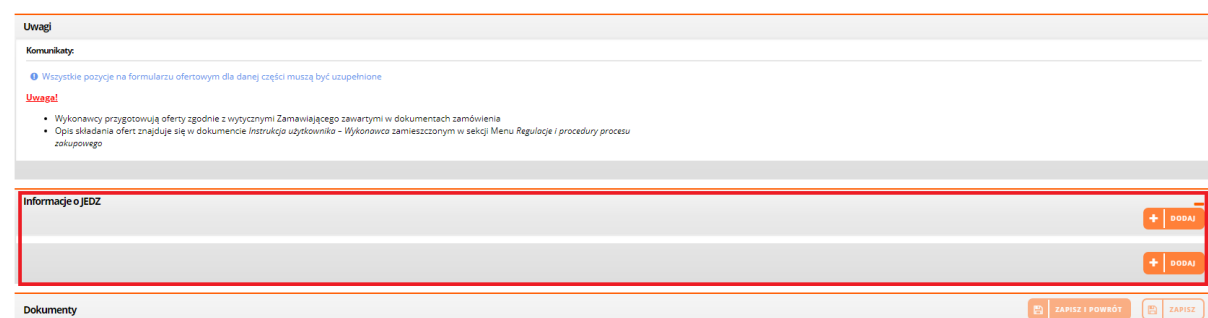 Uwagi
Komunikaty:
Wszystkie pozycje na formularzu ofertowym dla danej części muszą być uzupełnione
Uwaga!
• Wykonawcy przygotowują oferty zgodnie z wytycznymi Zamawiającego zawartymi w dokumentach zamówienia
• Opis składania ofert znajduje się w dokumencie Instrukcja użytkownika – Wykonawca zamieszczonym w sekcji Menu Regulacje i procedury procesu
zakupowego
Informacje o JEDZ
DODAJ
DODAJ
Dokumenty
ZAPISZ I POWRÓT
ZAPISZ